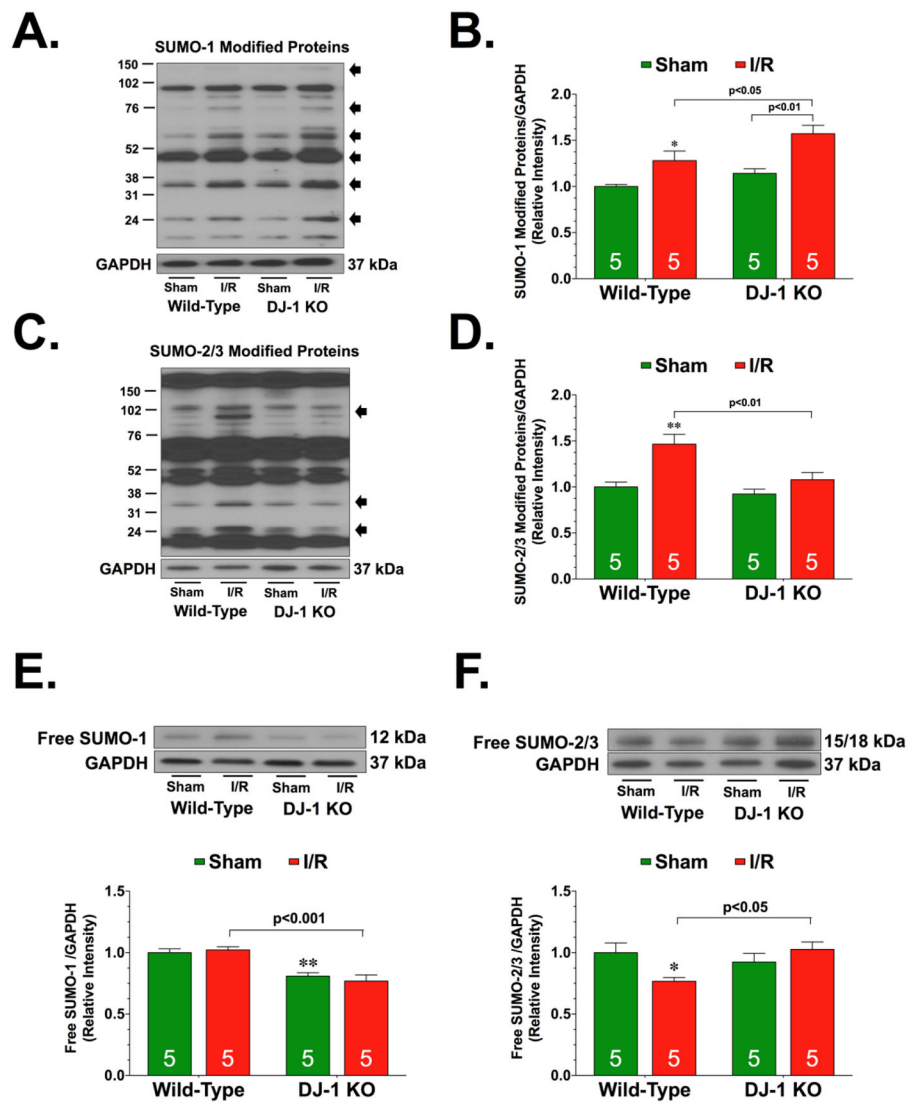 A.
SUMO-1 Modified Proteins
150
102
76
52
38
31
24
GAPDH
37 kDa
Sham I/R Sham I/R
Wild-Type DJ-1 KO
B.
Sham I/R
SUMO-1 Modified Proteins/GAPDH
(Relative Intensity)
2.0
1.5
1.0
0.5
0.0
p<0.05
p<0.01
*
5 5 5 5
Wild-Type DJ-1 KO
C.
SUMO-2/3 Modified Proteins
150
102
76
52
38
31
24
GAPDH
37 kDa
Sham I/R Sham I/R
Wild-Type DJ-1 KO
D.
Sham I/R
SUMO-2/3 Modified Proteins/GAPDH
(Relative Intensity)
2.0
1.5
1.0
0.5
0.0
p<0.01
**
5 5 5 5
Wild-Type DJ-1 KO
E.
Free SUMO-1 12 kDa
GAPDH 37 kDa
Sham I/R Sham I/R
Wild-Type DJ-1 KO
Sham I/R
Free SUMO-1 /GAPDH
(Relative Intensity)
1.5
1.0
0.5
0.0
p<0.001
**
5 5 5 5
Wild-Type DJ-1 KO
F.
Free SUMO-2/3 15/18 kDa
GAPDH 37 kDa
Sham I/R Sham I/R
Wild-Type DJ-1 KO
Sham I/R
Free SUMO-2/3 /GAPDH
(Relative Intensity)
1.5
1.0
0.5
0.0
p<0.05
*
5 5 5 5
Wild-Type DJ-1 KO